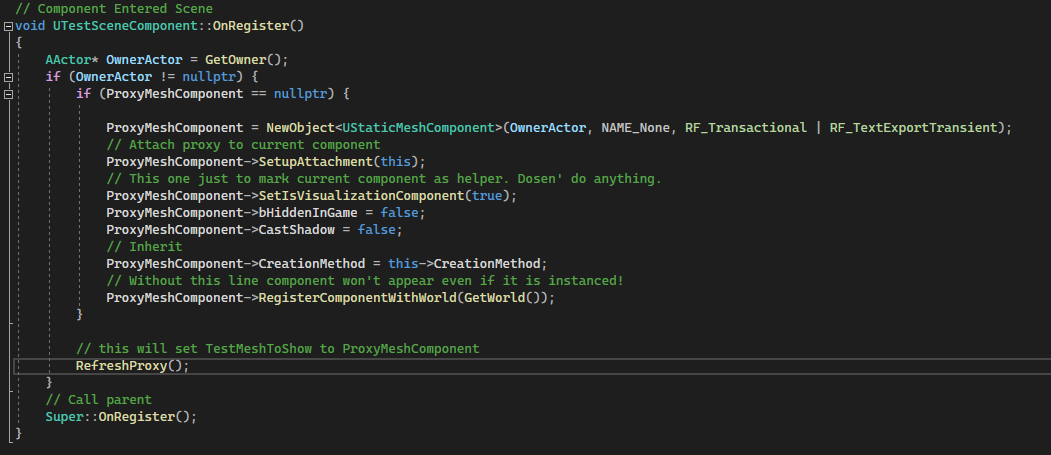 // Component Entered Scene
void UTestSceneComponent::OnRegister()
{
    AActor* OwnerActor = GetOwner();
    if (OwnerActor != nullptr) {
        if (ProxyMeshComponent == nullptr) {

            ProxyMeshComponent = NewObject<UStaticMeshComponent>(OwnerActor, NAME_None, RF_Transactional | RF_TextExportTransient);
            // Attach proxy to current component
            ProxyMeshComponent->SetupAttachment(this);
            // This one just to mark current component as helper. Dosen' do anything.
            ProxyMeshComponent->SetIsVisualizationComponent(true);
            ProxyMeshComponent->bHiddenInGame = false;
            ProxyMeshComponent->CastShadow = false;
            // Inherit
            ProxyMeshComponent->CreationMethod = this->CreationMethod;
            // Without this line component won't appear even if it is instanced!
            ProxyMeshComponent->RegisterComponentWithWorld(GetWorld());
        }

        // this will set TestMeshToShow to ProxyMeshComponent
        RefreshProxy();
    }
    // Call parent
    Super::OnRegister();
}